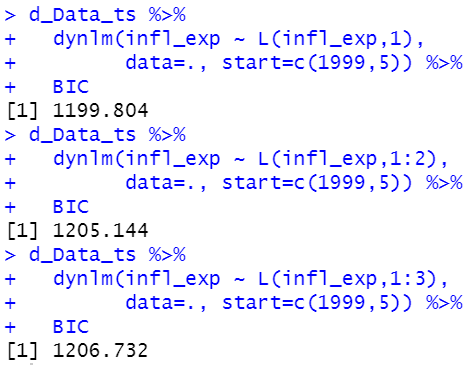 > d_Data_ts %>%
+   dynlm(infl_exp ~ L(infl_exp,1),
+         data=., start=c(1999,5)) %>%
+   BIC
[1] 1199.804
> d_Data_ts %>%
+   dynlm(infl_exp ~ L(infl_exp,1:2),
+         data=., start=c(1999,5)) %>%
+   BIC
[1] 1205.144
> d_Data_ts %>%
+   dynlm(infl_exp ~ L(infl_exp,1:3),
+         data=., start=c(1999,5)) %>%
+   BIC
[1] 1206.732